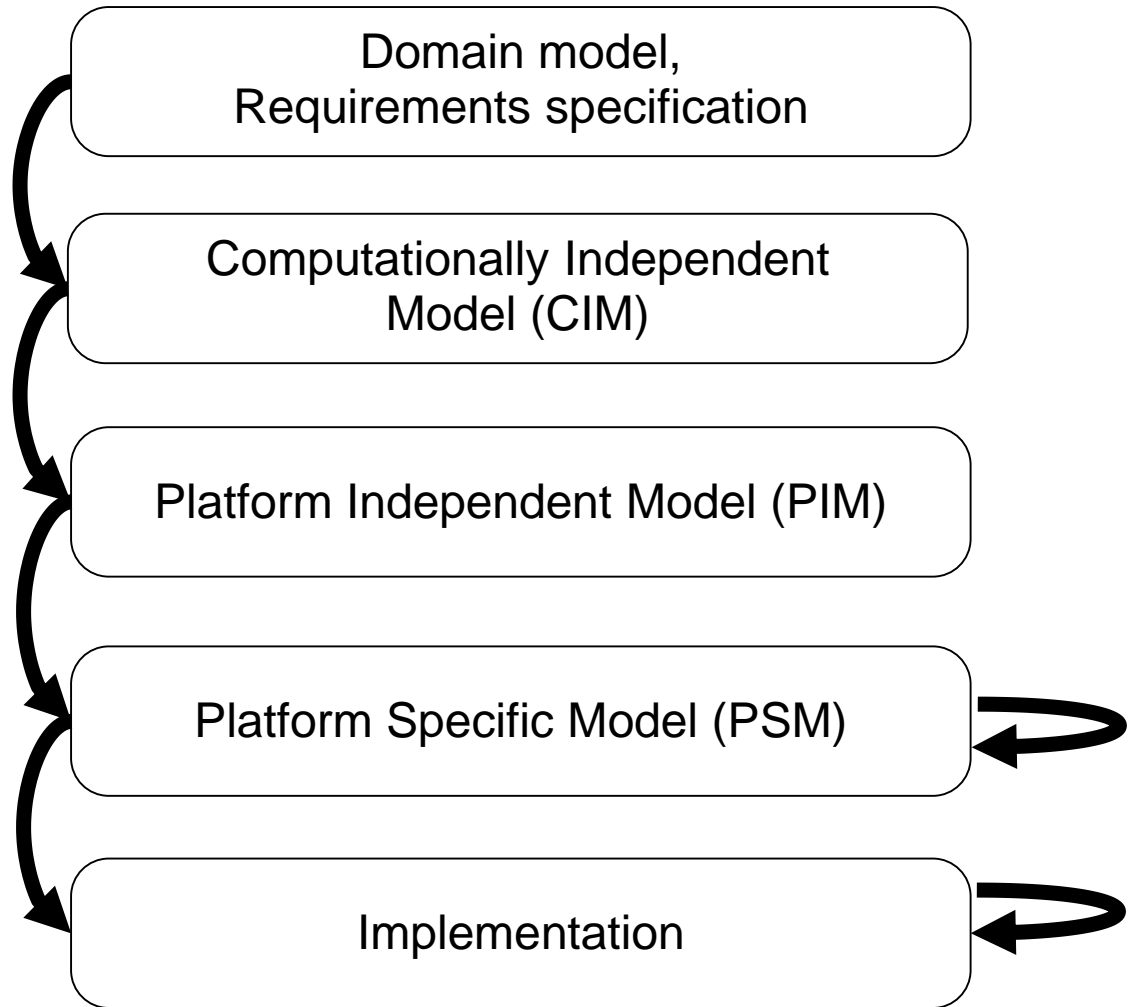 Domain model,
Requirements specification
Computationally Independent
Model (CIM)
Platform Independent Model (PIM)
Platform Specific Model (PSM)
Implementation